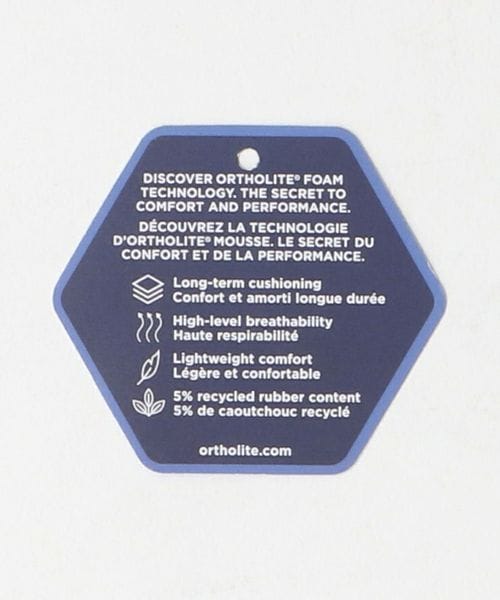 DISCOVER ORTHOLITE® FOAM
TECHNOLOGY. THE SECRET TO
COMFORT AND PERFORMANCE.
DÉCOUVREZ LA TECHNOLOGIE
D'ORTHOLITE® MOUSSE. LE SECRET DU
CONFORT ET DE LA PERFORMANCE.
Long-term cushioning
Confort et amorti longue durée
High-level breathability
Haute respirabilité
Lightweight comfort
Légère et confortable
5% recycled rubber content
5% de caoutchouc recyclé
ortholite.com